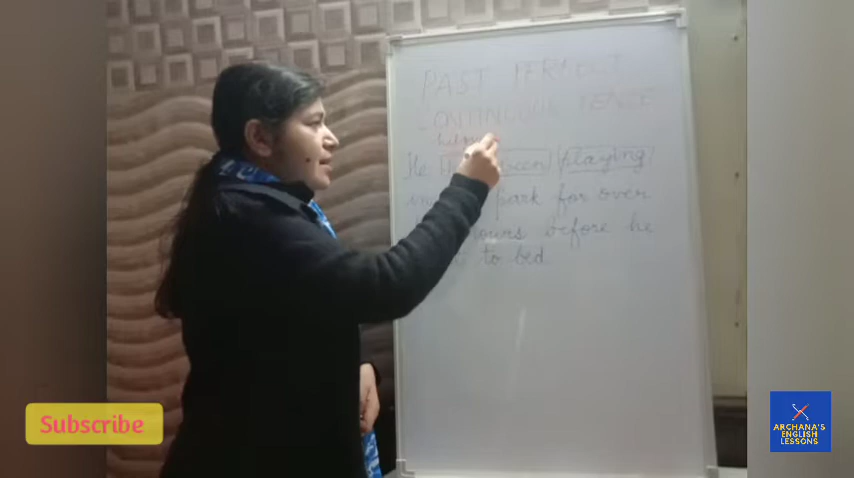 PAST PERFECT
CONTINUOUS TENSE
He been playing
park for over
hours before he
to bed
Subscribe
ARCHANA'S
ENGLISH
LESSONS